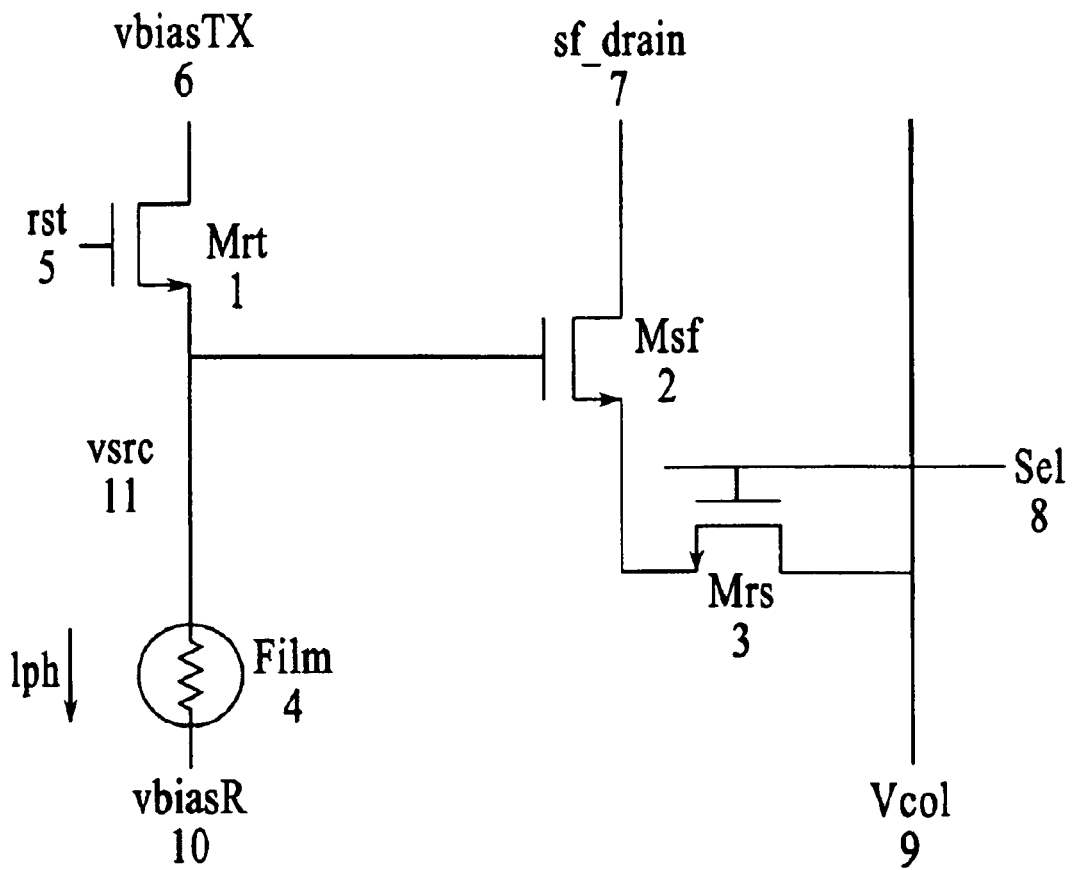 vbiasTX
6
sf_drain
7
rst
5
Mrt
1
Msf
2
vsrc
11
Sel
8
Mrs
3
lph
Film
4
vbiasR
10
Vcol
9